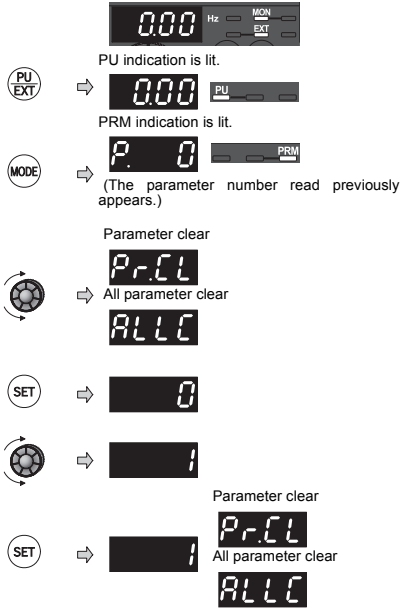 0.00 Hz MON
EXT
PU indication is lit.
PU
EXT
0.00 PU
PRM indication is lit.
MODE
P. 0 PRM
(The parameter number read previously
appears.)
Parameter clear
Pr.CL
All parameter clear
ALLC
SET
0
1
Parameter clear
Pr.CL
SET
1
All parameter clear
ALLC